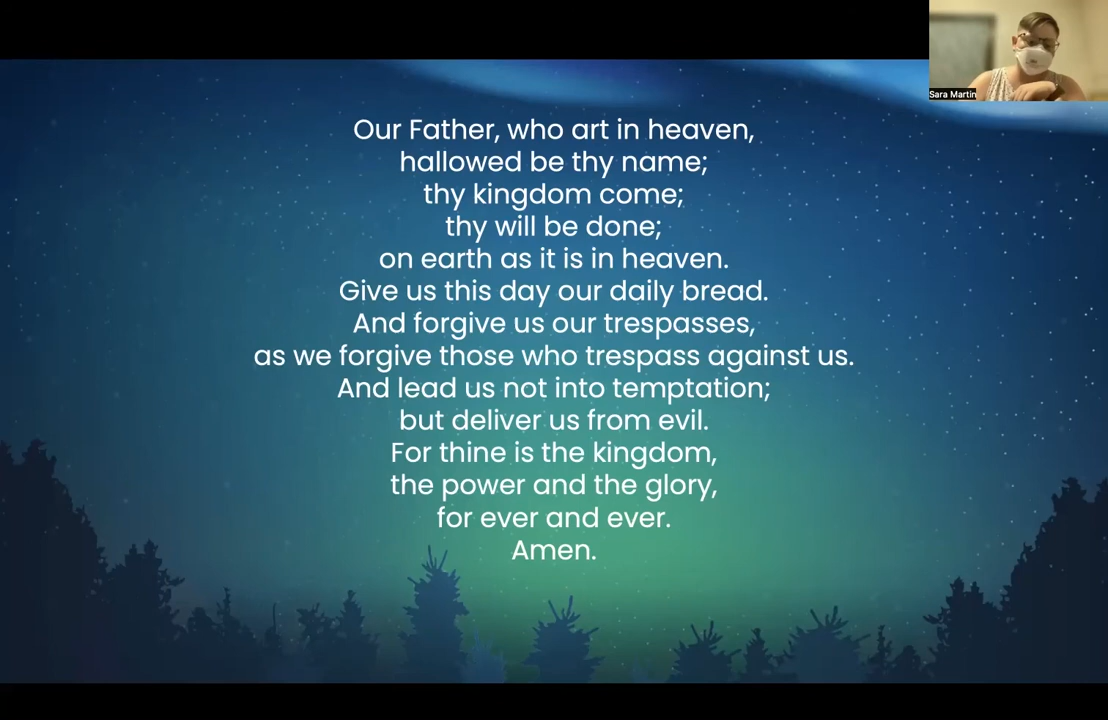 Sara Martin
Our Father, who art in heaven,
hallowed be thy name;
thy kingdom come;
thy will be done;
on earth as it is in heaven.
Give us this day our daily bread.
And forgive us our trespasses,
as we forgive those who trespass against us.
And lead us not into temptation;
but deliver us from evil.
For thine is the kingdom,
the power and the glory,
for ever and ever.
Amen.